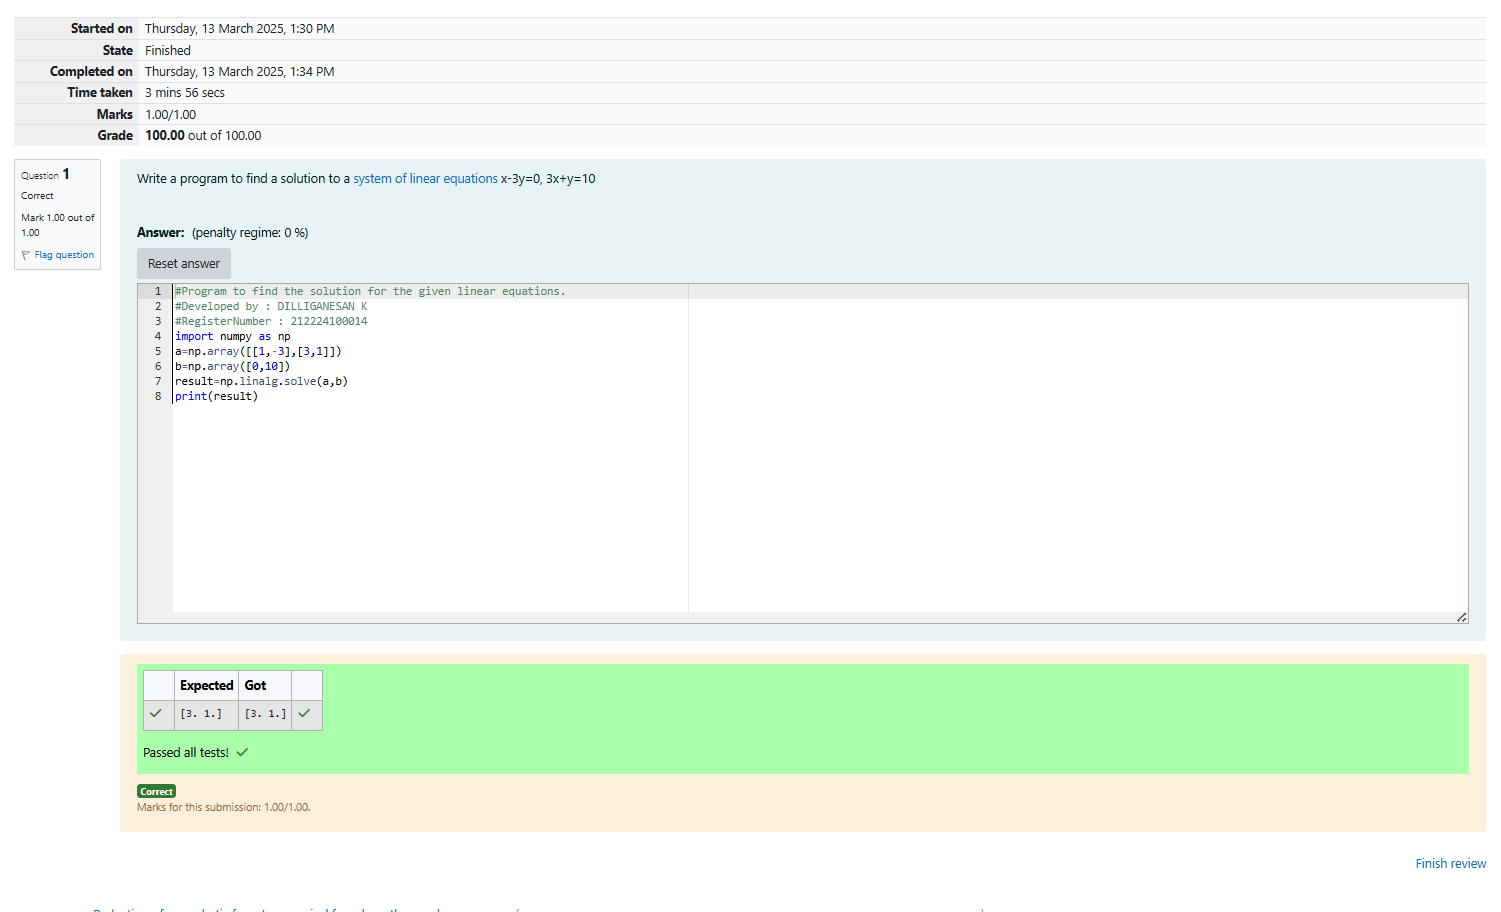 Started on Thursday, 13 March 2025, 1:30 PM
State Finished
Completed on Thursday, 13 March 2025, 1:34 PM
Time taken 3 mins 56 secs
Marks 1.00/1.00
Grade 100.00 out of 100.00
Question 1
Correct
Mark 1.00 out of
1.00
Flag question
Write a program to find a solution to a system of linear equations x-3y=0, 3x+y=10
Answer: (penalty regime: 0 %)
Reset answer
1 #Program to find the solution for the given linear equations.
2 #Developed by : DILLIGANESAN K
3 #RegisterNumber : 212224100014
4 import numpy as np
5 a=np.array([[1,-3],[3,1]])
6 b=np.array([0,10])
7 result=np.linalg.solve(a,b)
8 print(result)
Expected Got
[3. 1.] [3. 1.]
Passed all tests!
Correct
Marks for this submission: 1.00/1.00.
Finish review